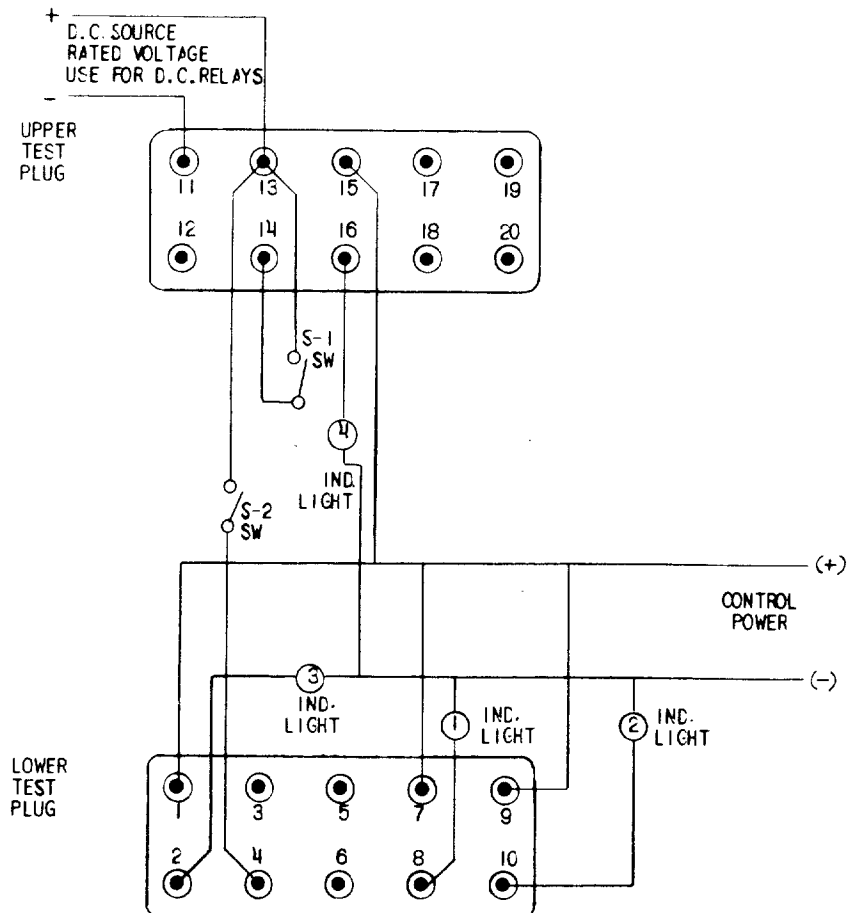 +
D.C. SOURCE
RATED VOLTAGE
USE FOR D.C. RELAYS
-
UPPER
TEST
PLUG
11 13 15 17 19
12 14 16 18 20
S-1
SW
4
IND.
LIGHT
S-2
SW
(+)
CONTROL
POWER
3
(-)
IND.
LIGHT
1
IND.
LIGHT
2
IND.
LIGHT
LOWER
TEST
PLUG
1 3 5 7 9
2 4 6 8 10